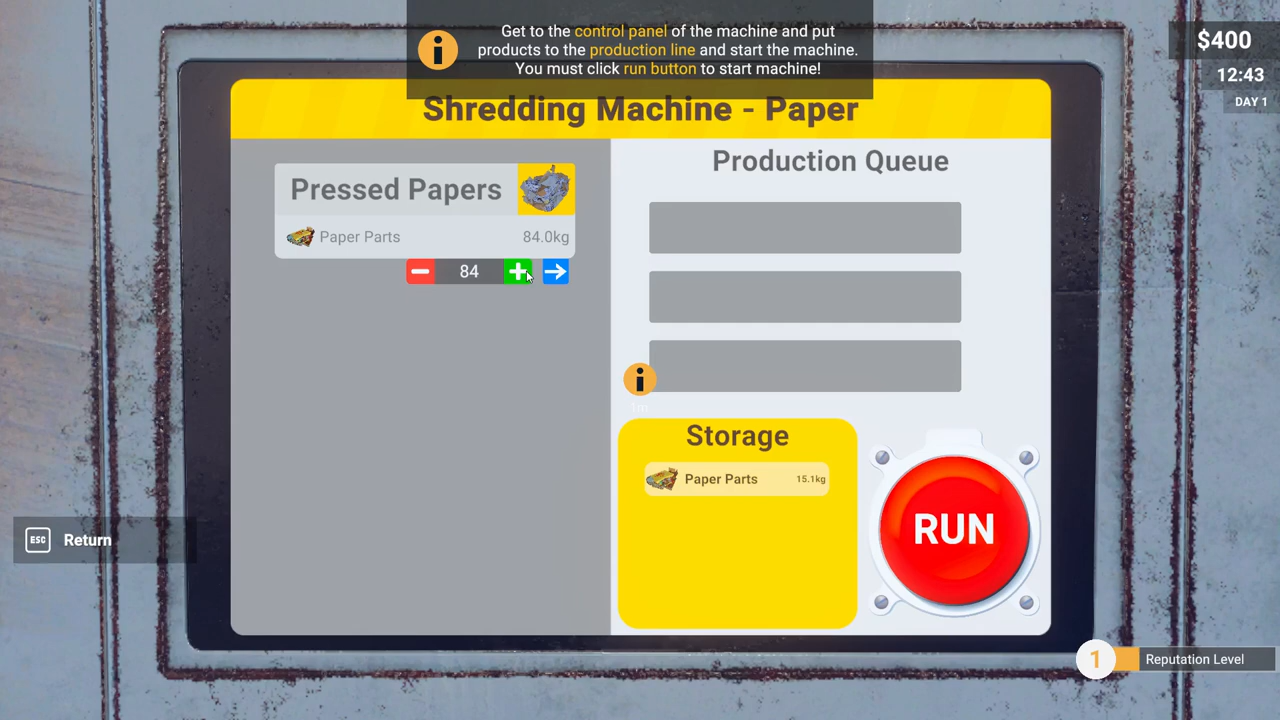 Get to the control panel of the machine and put
products to the production line and start the machine.
You must click run button to start machine!
$400
12:43
DAY 1
Shredding Machine - Paper
Pressed Papers
Paper Parts 84.0kg
84
Production Queue
1m
Storage
Paper Parts 15.1kg
RUN
ESC Return
1 Reputation Level